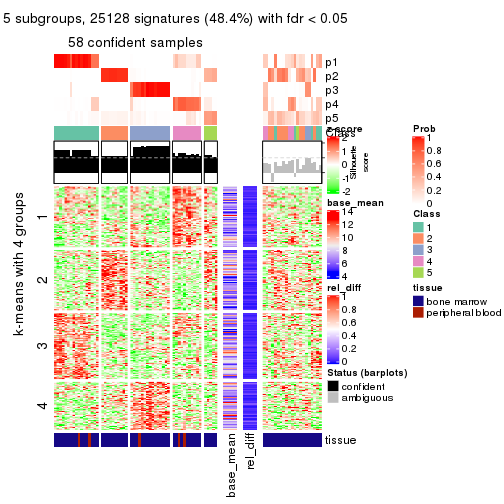 5 subgroups, 25128 signatures (48.4%) with fdr < 0.05
58 confident samples
p1
p2
p3
p4
p5
Class
Silhouette
score
k-means with 4 groups
1
2
3
4
tissue
base_mean
rel_diff
z-score
2
1
0
-1
-2
base_mean
14
12
10
8
6
4
rel_diff
1
0.8
0.6
0.4
0.2
0
Status (barplots)
confident
ambiguous
Prob
1
0.8
0.6
0.4
0.2
0
Class
1
2
3
4
5
tissue
bone marrow
peripheral blood